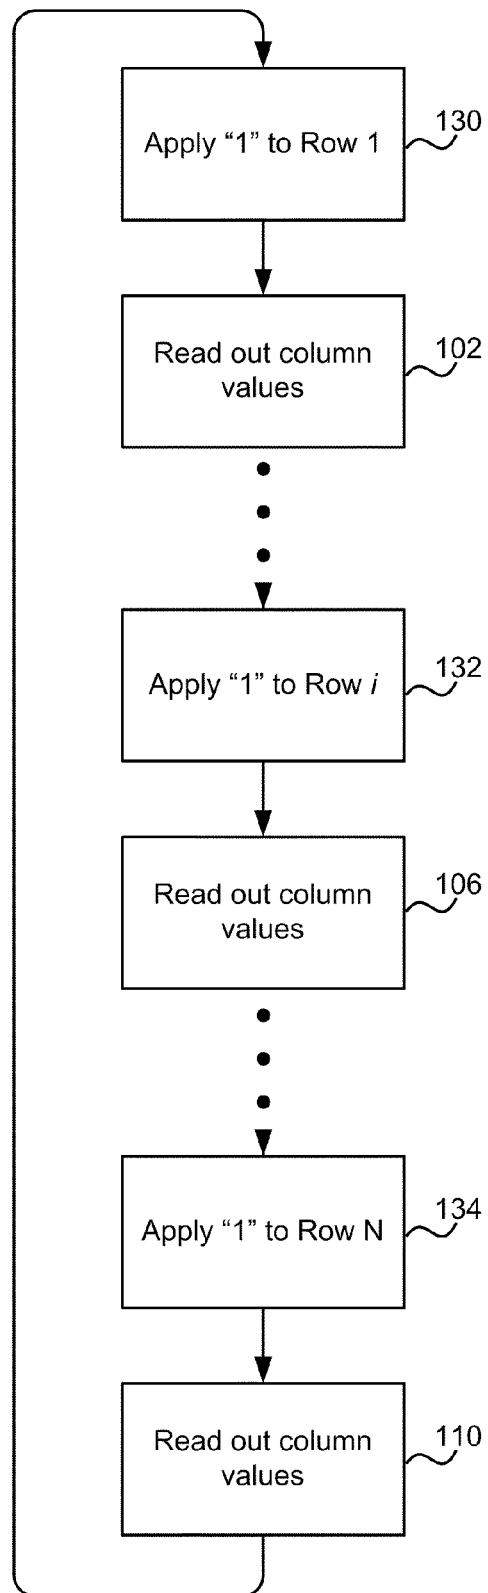 Apply “1” to Row 1
130
Read out column
values
102
Apply “1” to Row i
132
Read out column
values
106
Apply “1” to Row N
134
Read out column
values
110